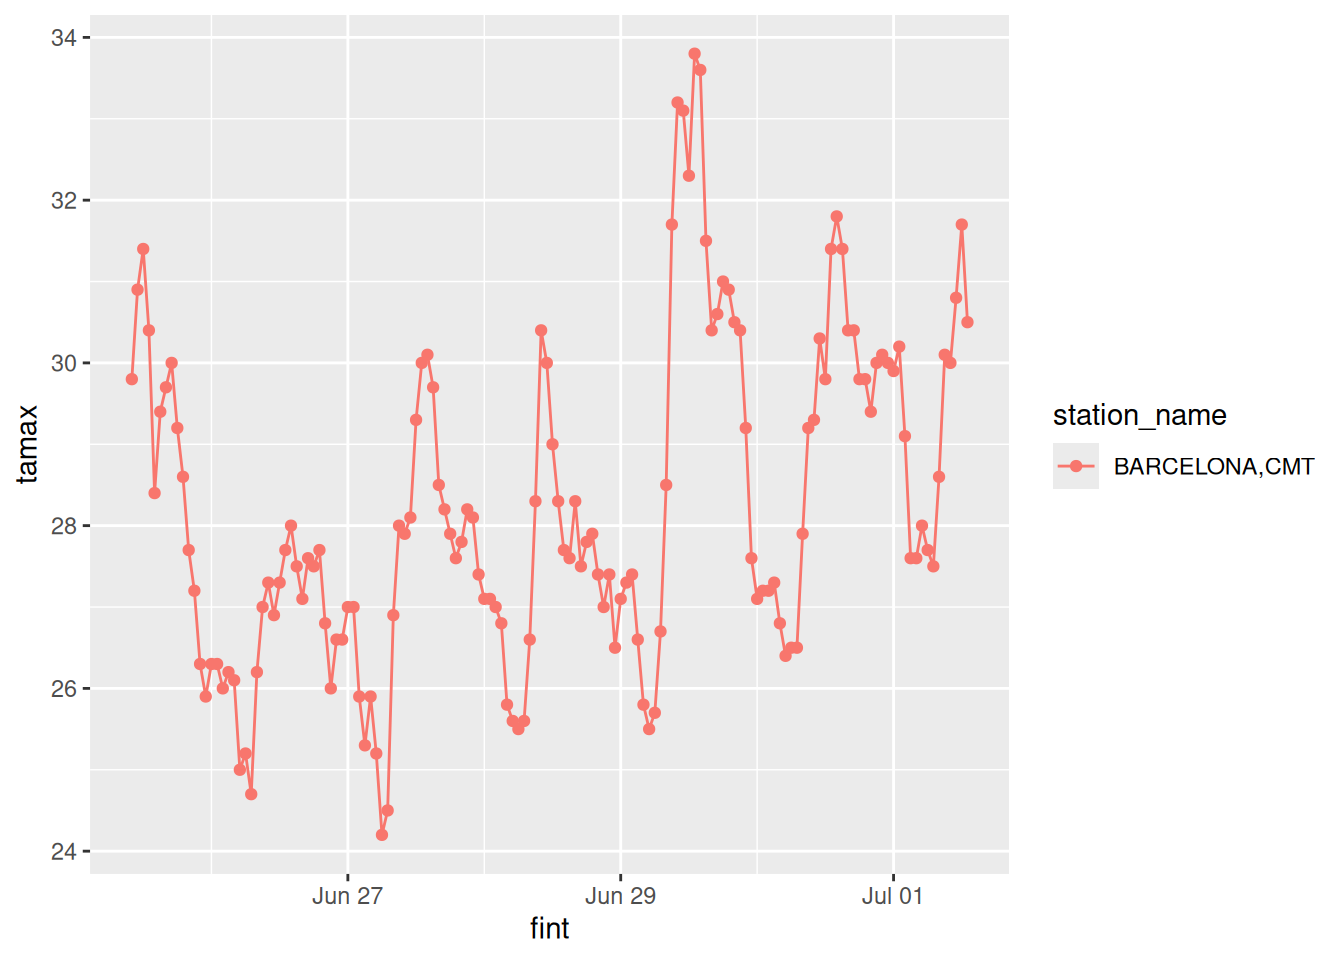 34
32
30
28
26
24
tamax
Jun 27
Jun 29
Jul 01
fint
station_name
BARCELONA,CMT